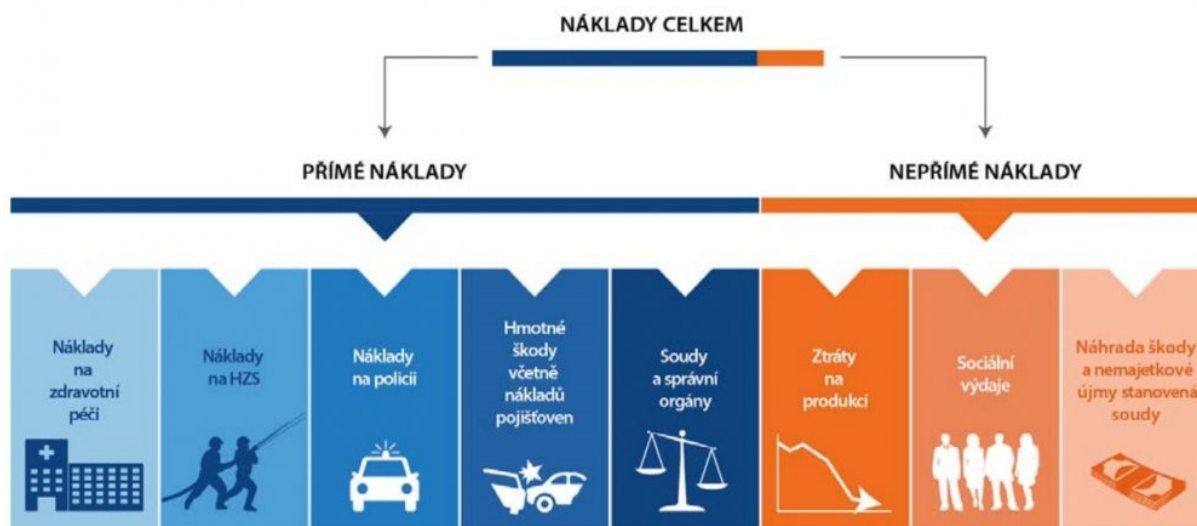 NÁKLADY CELKEM
PŘÍMÉ NÁKLADY
NEPŘÍMÉ NÁKLADY
Náklady
na
zdravotní
péči
Náklady
na HZS
Náklady
na policii
Hmotné
škody
včetně
nákladů
pojišťoven
Soudy
a správní
orgány
Ztráty
na
produkci
Sociální
výdaje
Náhrada škody
a nemajetkové
újmy stanovená
soudy